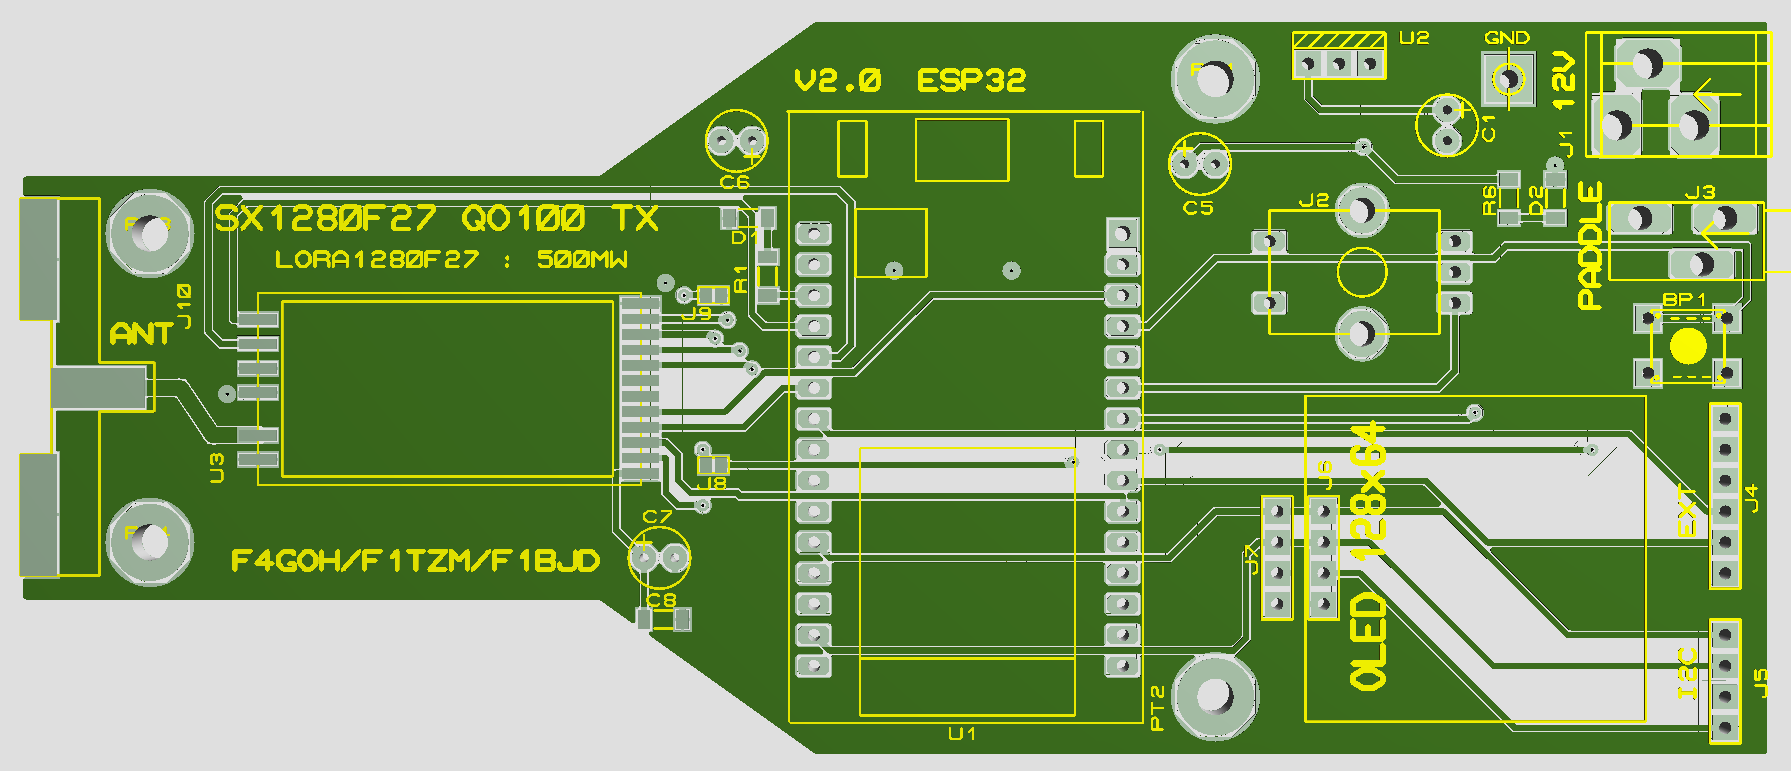 U2
GND
V2.0 ESP32
12V
C1
J1
C6
C5
R6
D2
J2
J3
PADDLE
SX1280F27 QO100 TX
D1
LORA1280F27 : 500MW
R1
J10
J9
BP1
ANT
U3
J8
J6
OLED 128x64
EXT
J4
C7
F4GOH/F1TZM/F1BJD
J7
C8
I2C
J5
PT2
U1